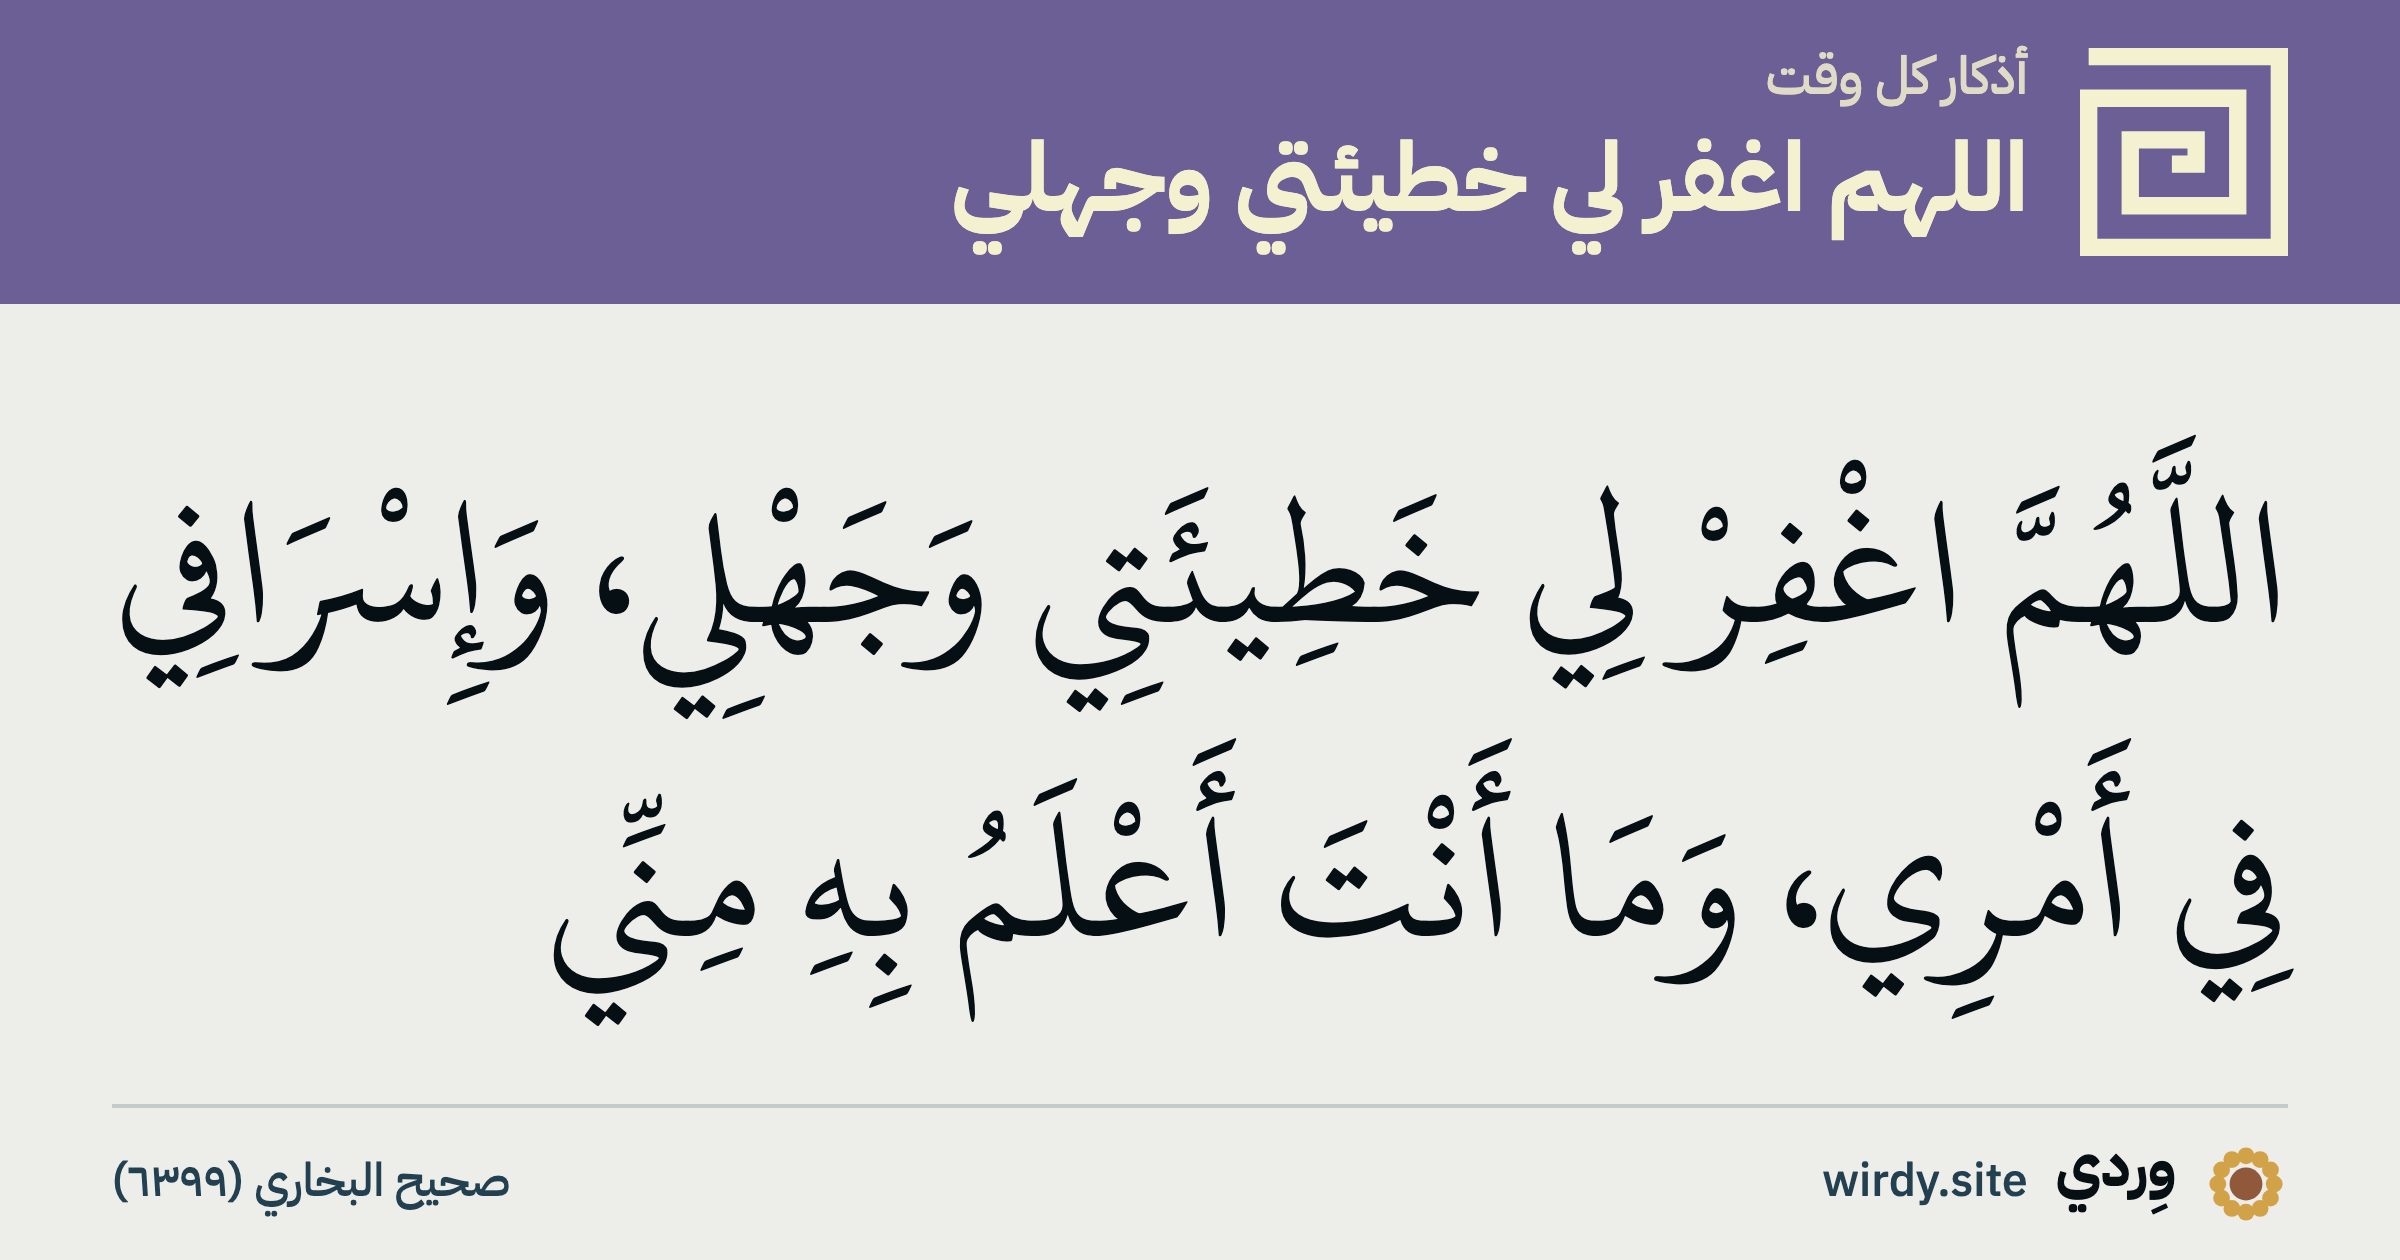 أذكار كل وقت
اللهم اغفر لي خطيئتي وجهلي
اللَّهُمَّ اغْفِرْ لِي خَطِيئَتِي وَجَهْلِي، وَإِسْرَافِي
فِي أَمْرِي، وَمَا أَنْتَ أَعْلَمُ بِهِ مِنِّي
وِردي wirdy.site
صحيح البخاري (٦٣٩٩)